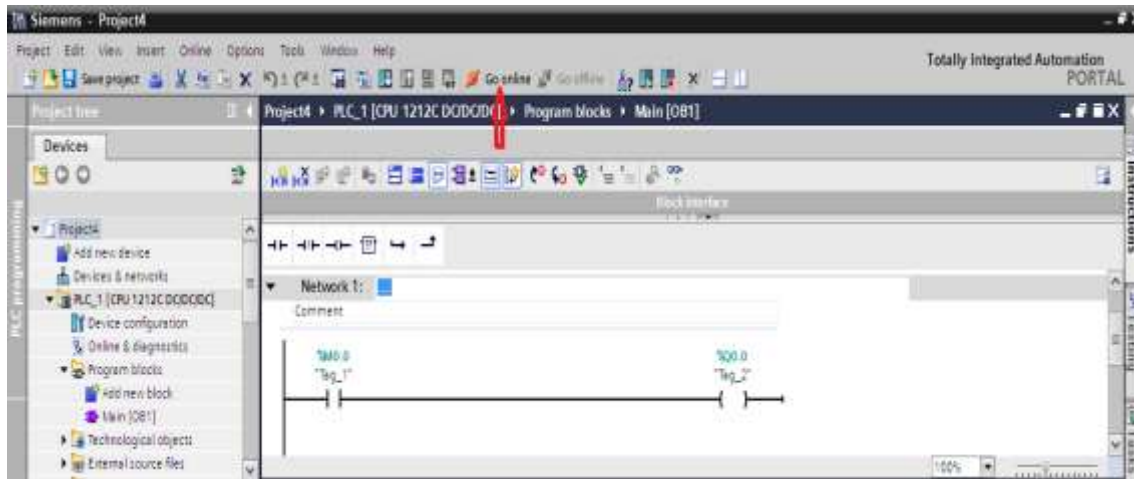 Siemens - Project4
Project Edit View Insert Online Options Tools Window Help
Totally Integrated Automation
PORTAL
Save project Go online Go offline
Project tree
Project4 ▸ PLC_1 [CPU 1212C DC/DC/DC] ▸ Program blocks ▸ Main [OB1]
Devices
Block interface
PLC programming
Instructions
Testing
Tasks
Project4
Add new device
Devices & networks
PLC_1 [CPU 1212C DC/DC/DC]
Device configuration
Online & diagnostics
Program blocks
Add new block
Main [OB1]
Technological objects
External source files
Network 1:
Comment
%M0.0
"Teg_1"
%Q0.0
"Teg_2"
100%